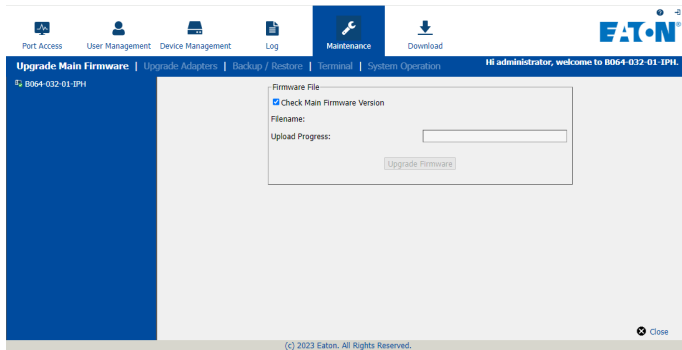 Port Access User Management Device Management Log Maintenance Download
EATON
Upgrade Main Firmware | Upgrade Adapters | Backup / Restore | Terminal | System Operation
Hi administrator, welcome to B064-032-01-IPH.
B064-032-01-IPH
Firmware File
Check Main Firmware Version
Filename:
Upload Progress:
Upgrade Firmware
Close
(c) 2023 Eaton. All Rights Reserved.